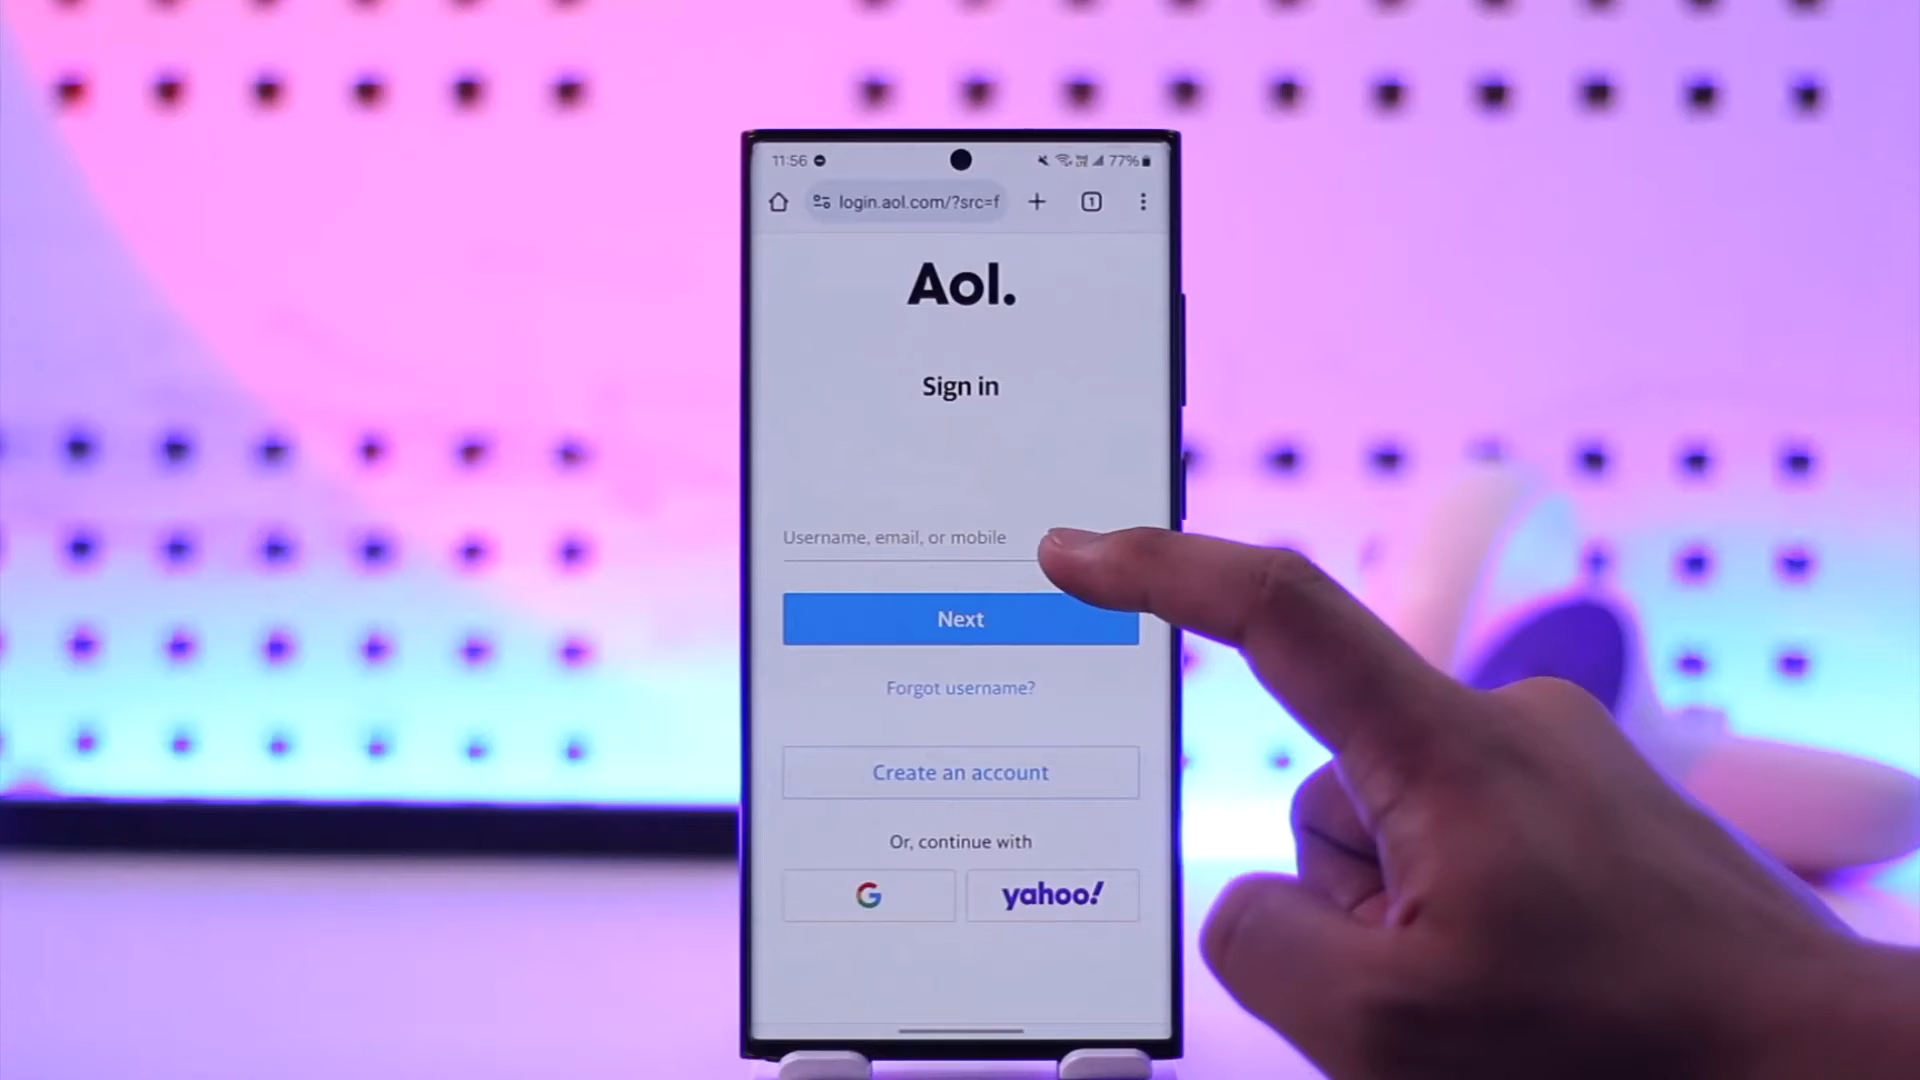 11:56
77%
login.aol.com/?src=f
1
Aol.
Sign in
Username, email, or mobile
Next
Forgot username?
Create an account
Or, continue with
G
yahoo!